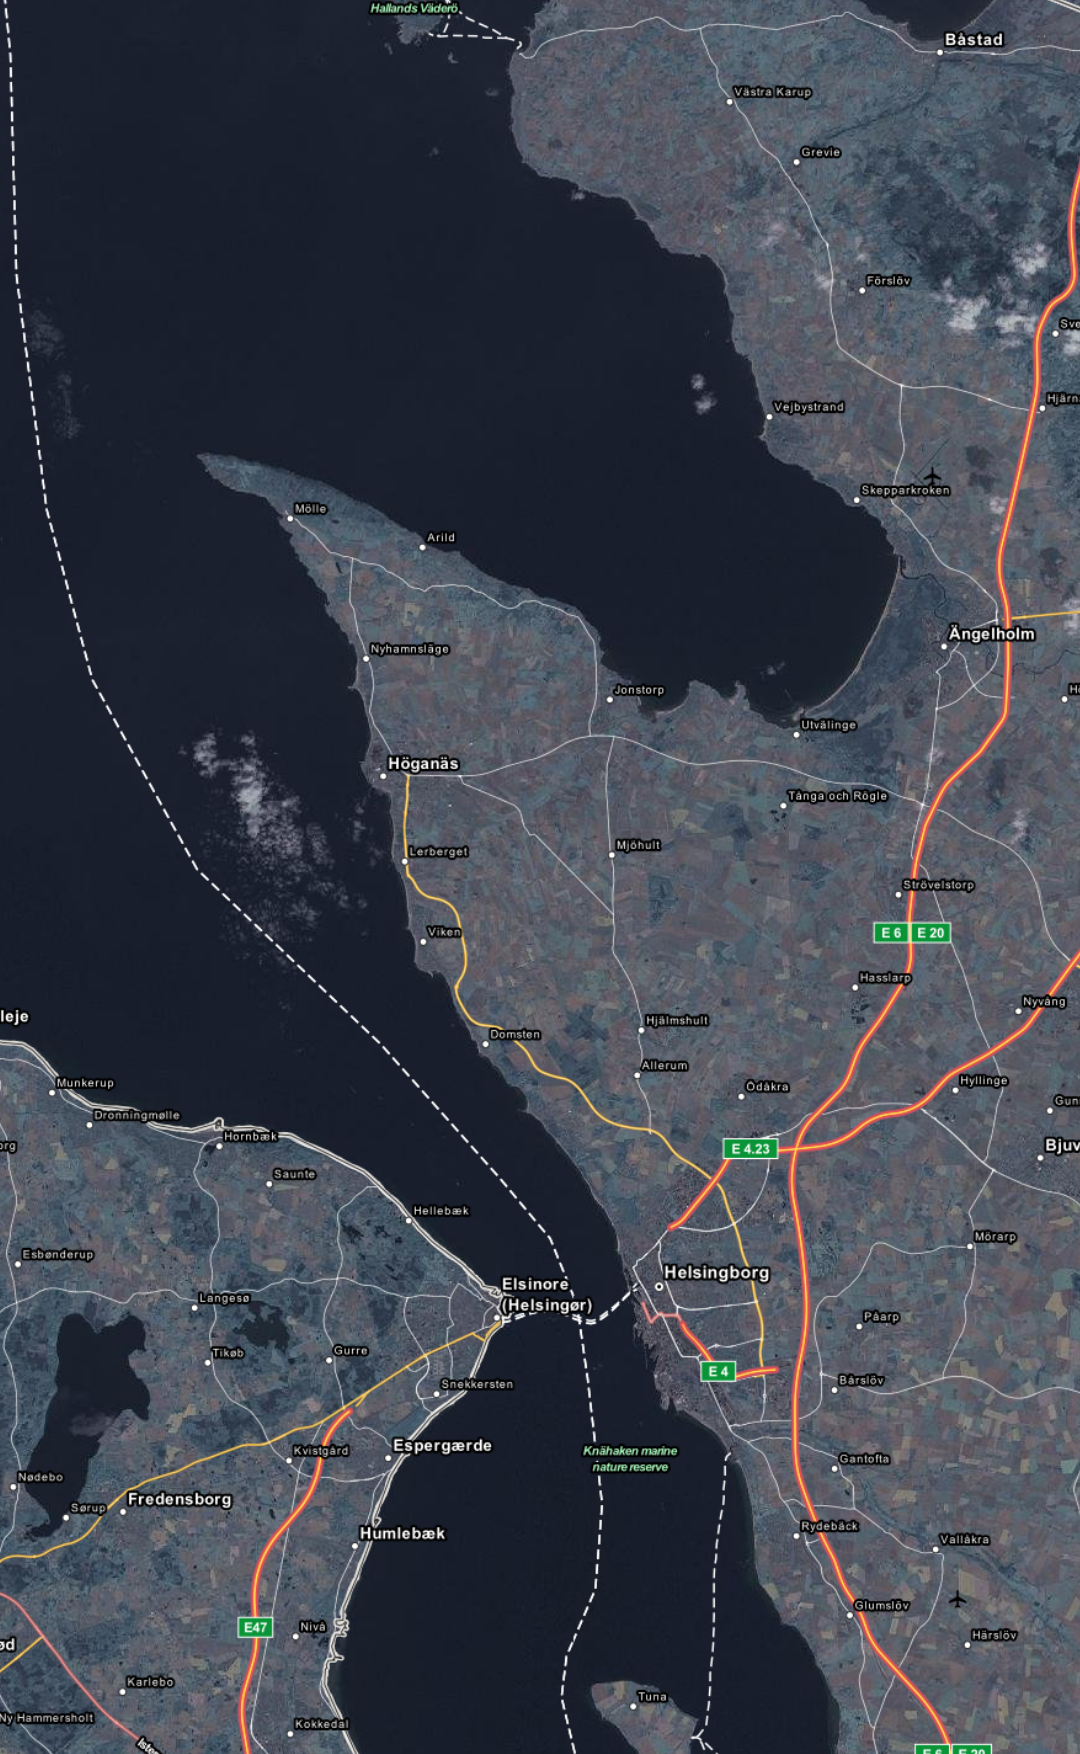 Hallands Väderö
Båstad
Västra Karup
Grevie
Förslöv
Vejbystrand
Skepparkroken
Mölle
Arild
Ängelholm
Nyhamnsläge
Jonstorp
Utvälinge
Höganäs
Tånga och Rögle
Mjöhult
Lerberget
Strövelstorp
E 6 E 20
Viken
Hasslarp
Nyvång
leje
Hjälmshult
Domsten
Allerum
Hyllinge
Ödåkra
Munkerup
Dronningmølle
Hornbæk
E 4.23
Bjuv
Saunte
Hellebæk
Mörarp
Esbønderup
Helsingborg
Elsinore
(Helsingør)
Langesø
Påarp
Tikøb
Gurre
E 4
Bårslöv
Snekkersten
Espergærde
Kvistgård
Knähaken marine
nature reserve
Gantofta
Nødebo
Fredensborg
Sørup
Rydebäck
Humlebæk
Vallåkra
Glumslöv
E47
Nivå
Härslöv
ød
Karlebo
Tuna
Ny Hammersholt
Kokkedal
E 6 E 20